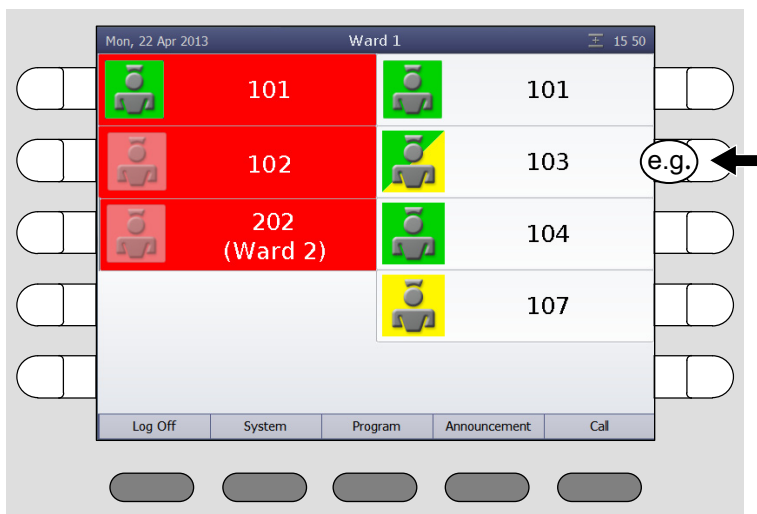 Mon, 22 Apr 2013 Ward 1 15 50
101 101
102 103 e.g.
202 104
(Ward 2)
107
Log Off System Program Announcement Call